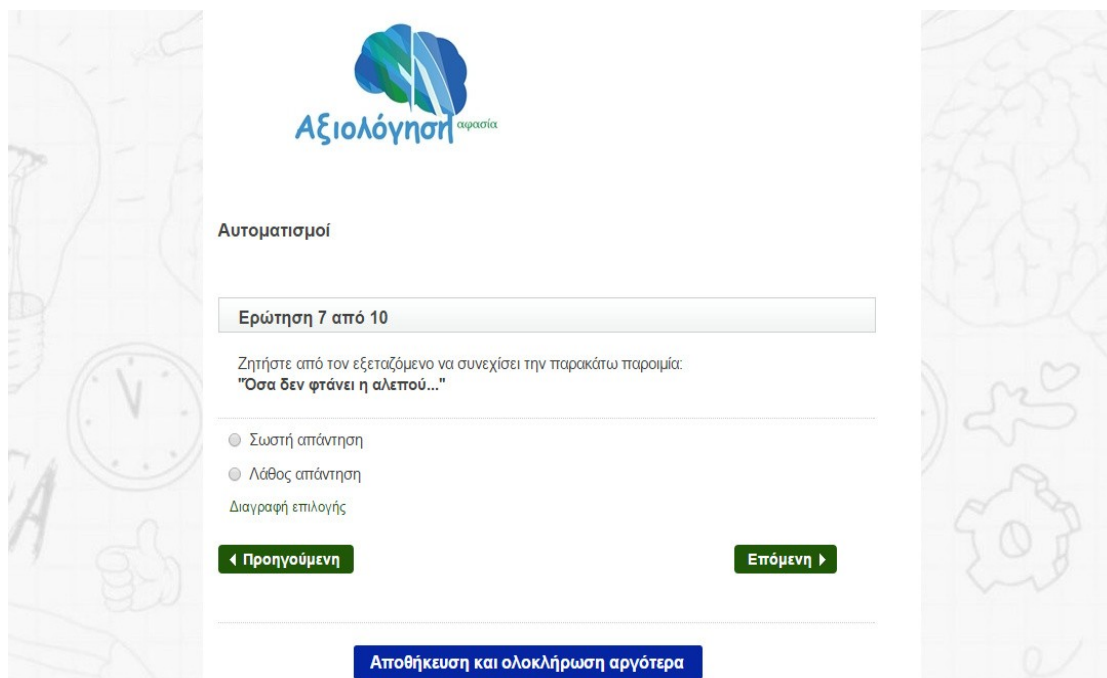 Αξιολόγηση αφασία
Αυτοματισμοί
Ερώτηση 7 από 10
Ζητήστε από τον εξεταζόμενο να συνεχίσει την παρακάτω παροιμία:
"Όσα δεν φτάνει η αλεπού..."
Σωστή απάντηση
Λάθος απάντηση
Διαγραφή επιλογής
Προηγούμενη
Επόμενη
Αποθήκευση και ολοκλήρωση αργότερα